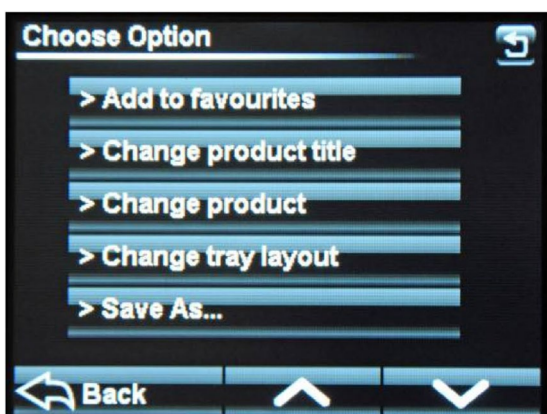 Choose Option
> Add to favourites
> Change product title
> Change product
> Change tray layout
> Save As...
Back